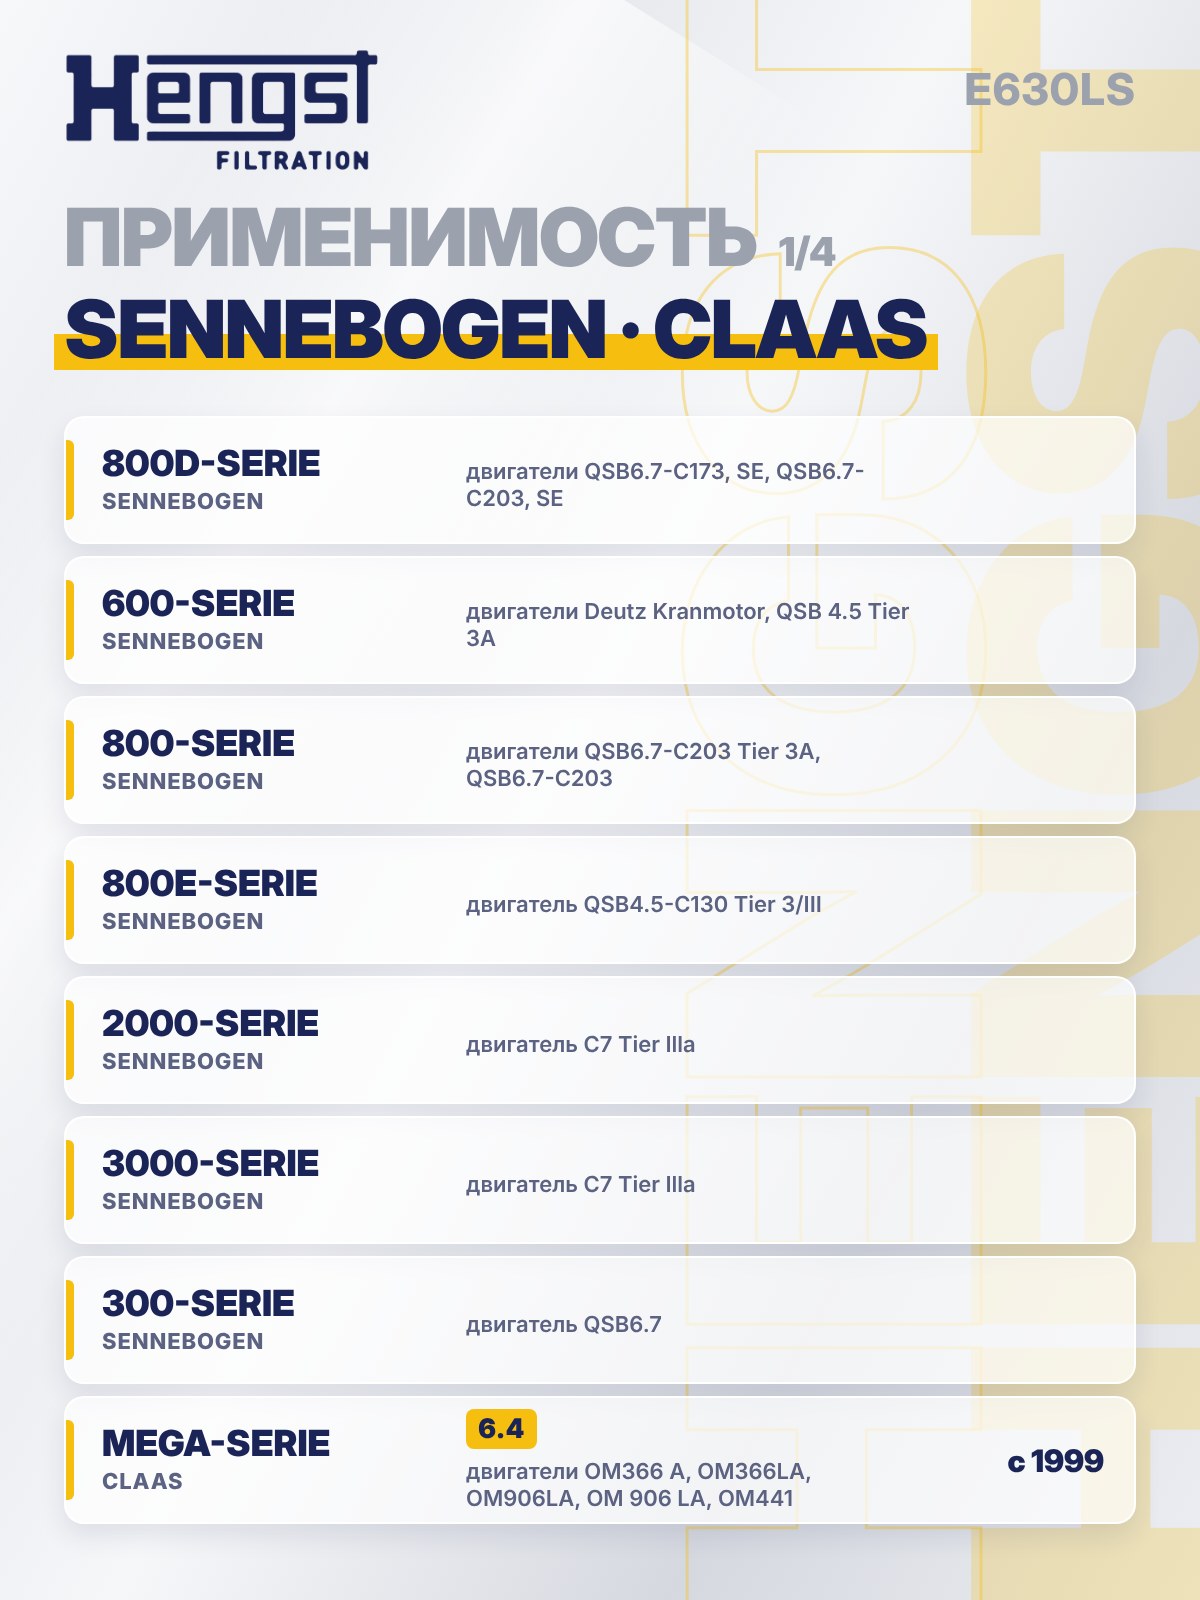 Hengst
FILTRATION
E630LS
ПРИМЕНИМОСТЬ 1/4
SENNEBOGEN · CLAAS
800D-SERIE
SENNEBOGEN
двигатели QSB6.7-C173, SE, QSB6.7-
C203, SE
600-SERIE
SENNEBOGEN
двигатели Deutz Kranmotor, QSB 4.5 Tier
3A
800-SERIE
SENNEBOGEN
двигатели QSB6.7-C203 Tier 3A,
QSB6.7-C203
800E-SERIE
SENNEBOGEN
двигатель QSB4.5-C130 Tier 3/III
2000-SERIE
SENNEBOGEN
двигатель C7 Tier IIIa
3000-SERIE
SENNEBOGEN
двигатель C7 Tier IIIa
300-SERIE
SENNEBOGEN
двигатель QSB6.7
MEGA-SERIE
CLAAS
6.4
двигатели OM366 A, OM366LA,
OM906LA, OM 906 LA, OM441
с 1999
HENGST
HENGST